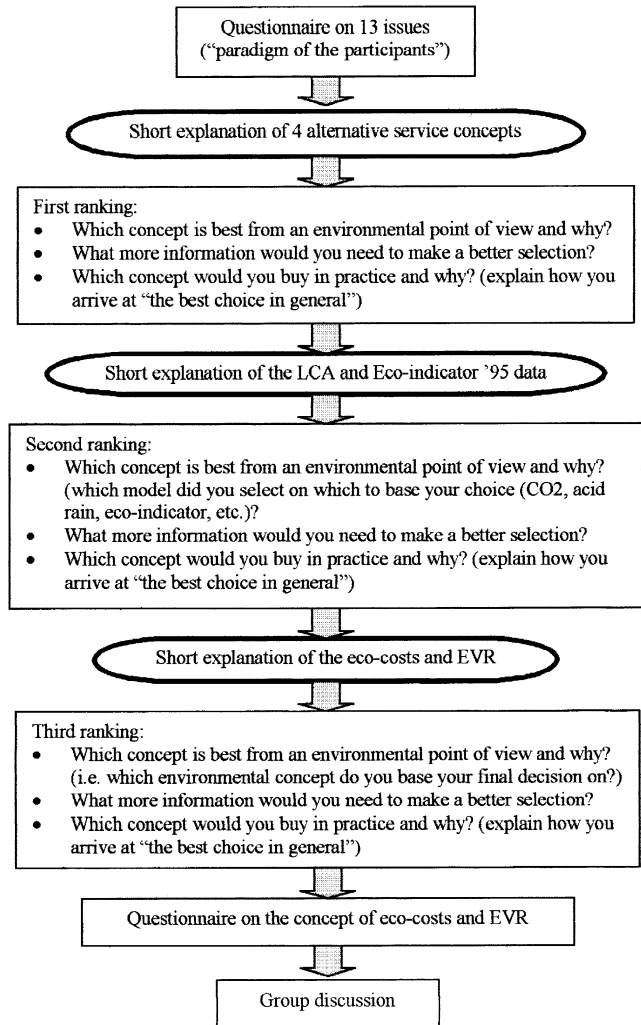 Questionnaire on 13 issues
(“paradigm of the participants”)
Short explanation of 4 alternative service concepts
First ranking:
• Which concept is best from an environmental point of view and why?
• What more information would you need to make a better selection?
• Which concept would you buy in practice and why? (explain how you
arrive at “the best choice in general”)
Short explanation of the LCA and Eco-indicator ’95 data
Second ranking:
• Which concept is best from an environmental point of view and why?
(which model did you select on which to base your choice (CO2, acid
rain, eco-indicator, etc.)?
• What more information would you need to make a better selection?
• Which concept would you buy in practice and why? (explain how you
arrive at “the best choice in general”)
Short explanation of the eco-costs and EVR
Third ranking:
• Which concept is best from an environmental point of view and why?
(i.e. which environmental concept do you base your final decision on?)
• What more information would you need to make a better selection?
• Which concept would you buy in practice and why? (explain how you
arrive at “the best choice in general”)
Questionnaire on the concept of eco-costs and EVR
Group discussion